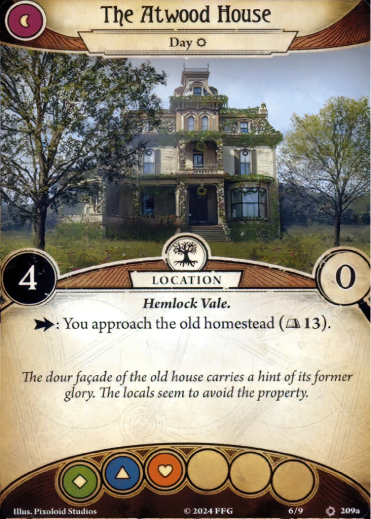 The Atwood House
Day
4
0
LOCATION
Hemlock Vale.
: You approach the old homestead ( 13).
The dour façade of the old house carries a hint of its former
glory. The locals seem to avoid the property.
Illus. Pixoloid Studios
© 2024 FFG
6/9
209a